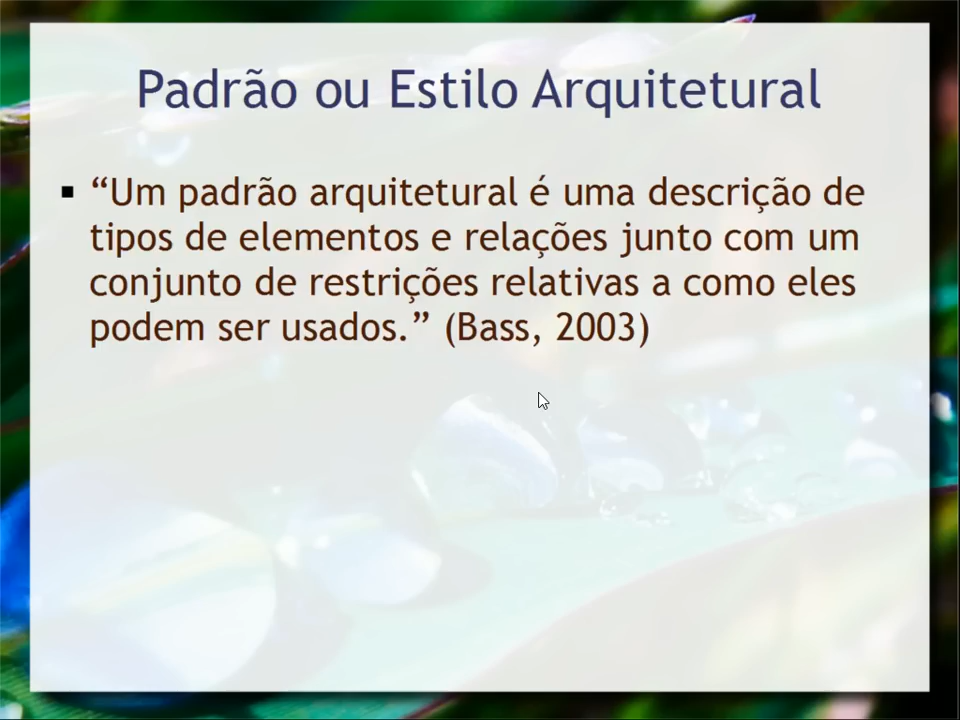 Padrão ou Estilo Arquitetural
▪ “Um padrão arquitetural é uma descrição de
tipos de elementos e relações junto com um
conjunto de restrições relativas a como eles
podem ser usados.” (Bass, 2003)